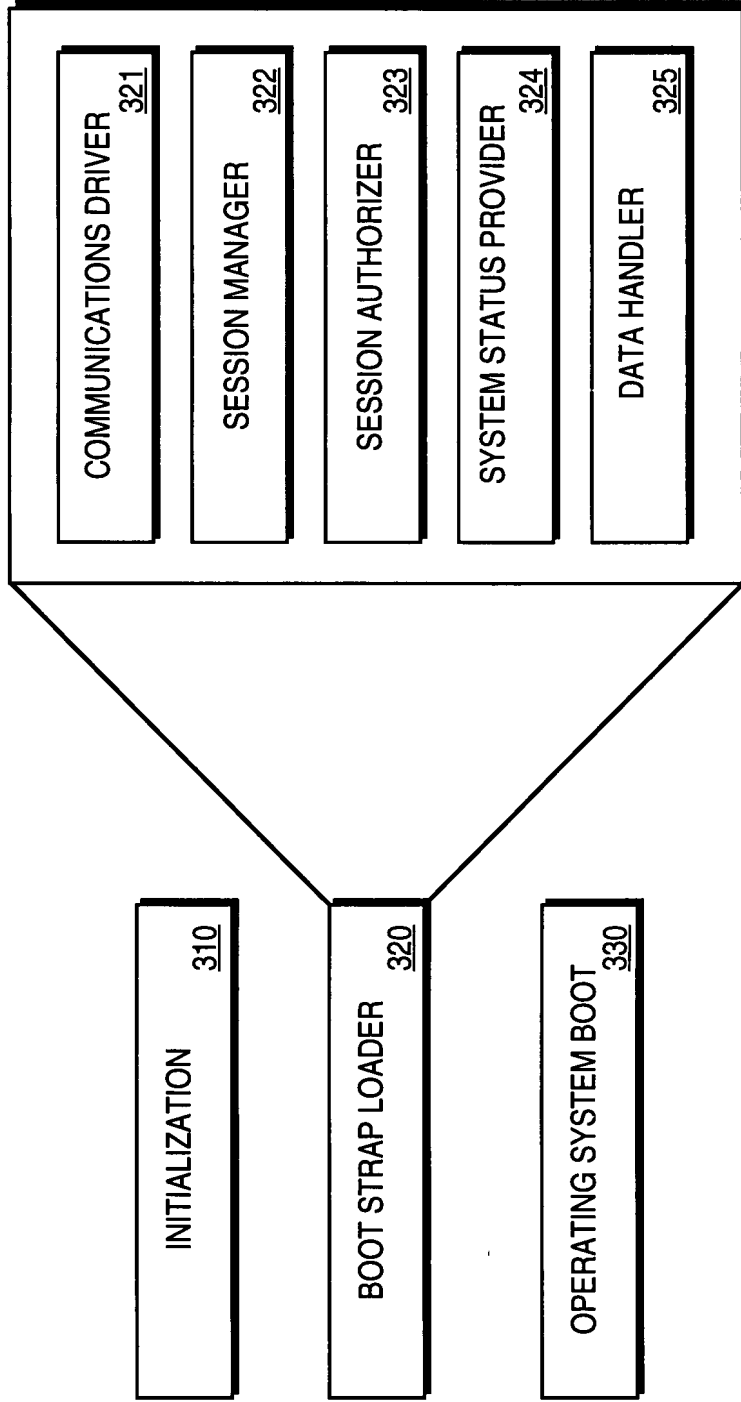 INITIALIZATION
310
BOOT STRAP LOADER
320
OPERATING SYSTEM BOOT
330
COMMUNICATIONS DRIVER
321
SESSION MANAGER
322
SESSION AUTHORIZER
323
SYSTEM STATUS PROVIDER
324
DATA HANDLER
325